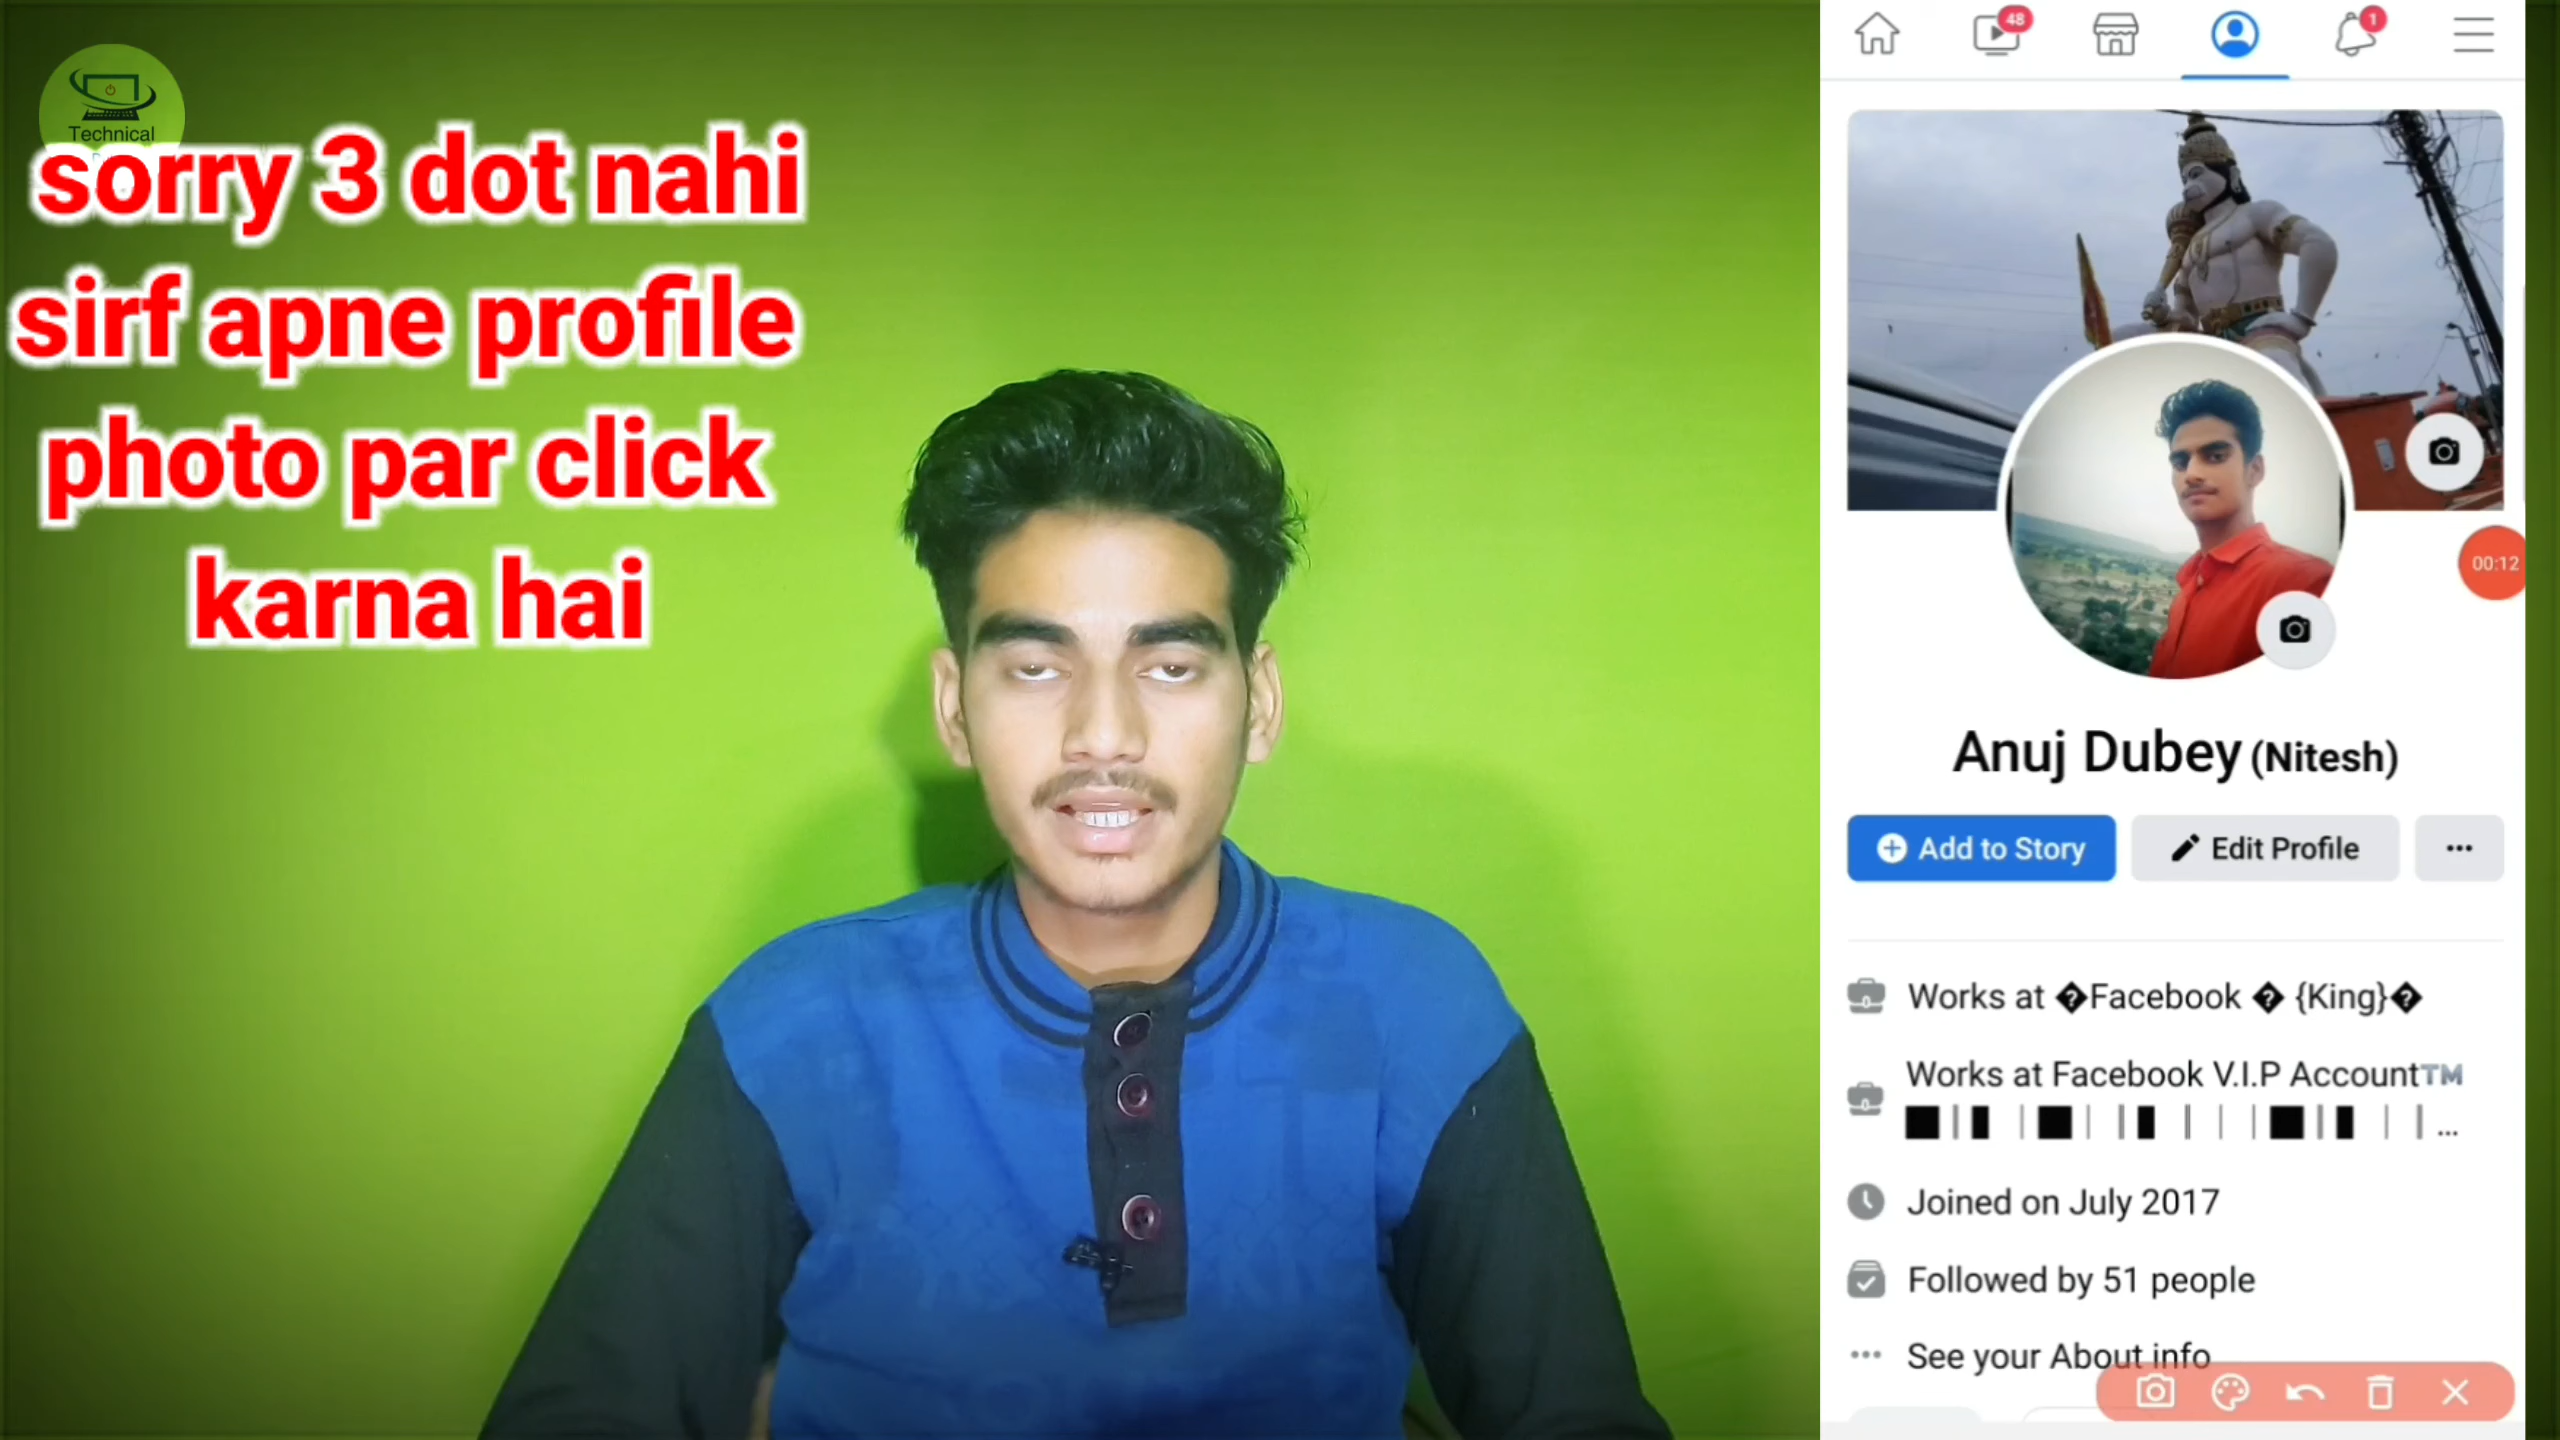 Technical
sorry 3 dot nahi
sirf apne profile
photo par click
karna hai
48
1
00:12
Anuj Dubey (Nitesh)
Add to Story
Edit Profile
Works at �Facebook � {King}�
Works at Facebook V.I.P Account™
Joined on July 2017
Followed by 51 people
See your About info